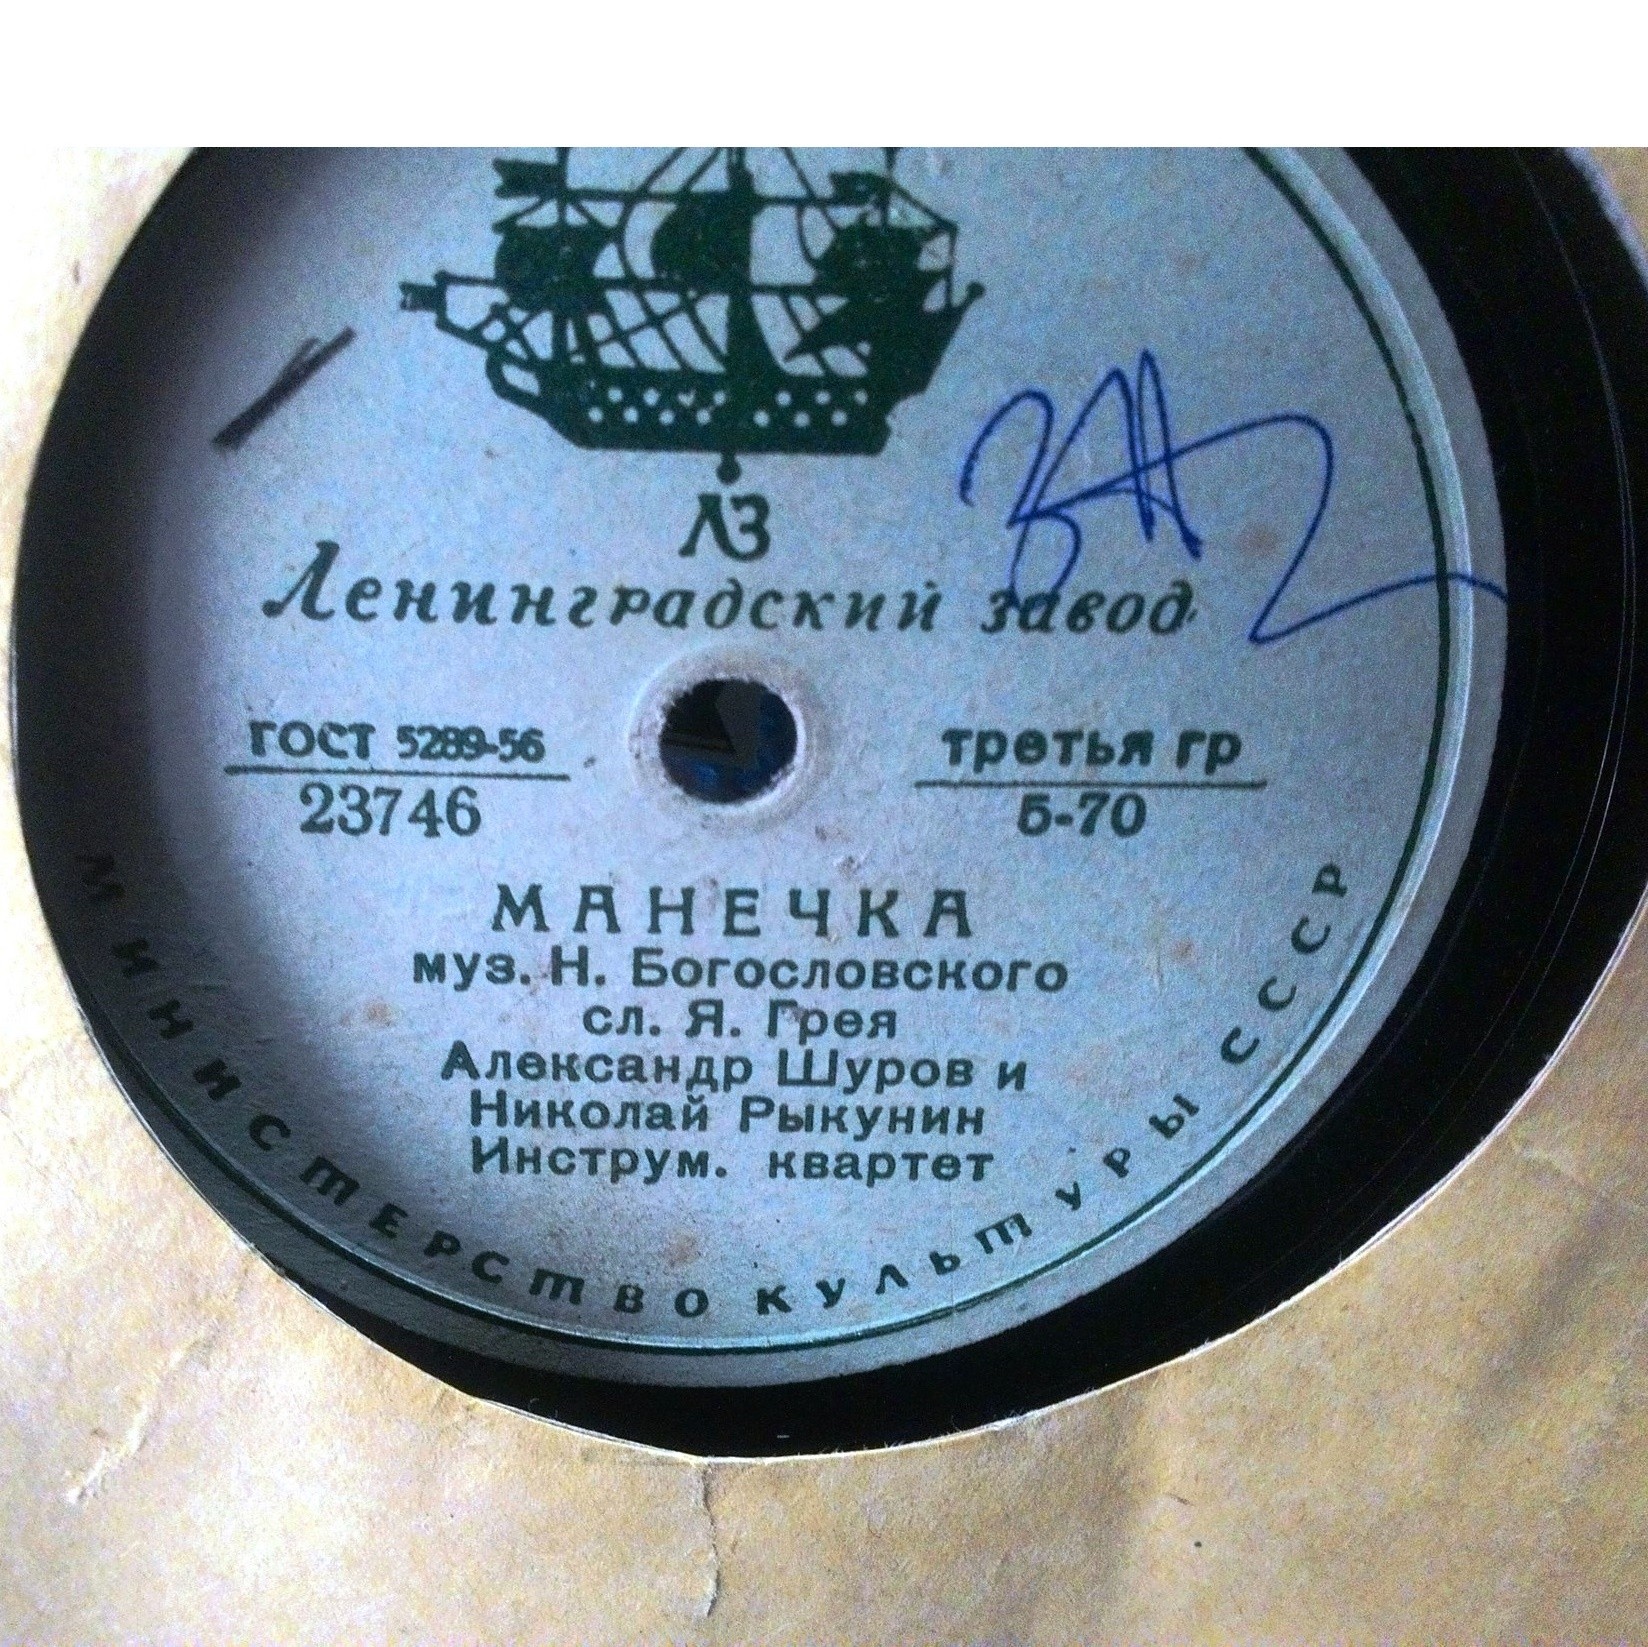 ЛЗ
Ленинградский завод
ГОСТ 5289-56
23746
третья гр
5-70
МАНЕЧКА
муз. Н. Богословского
сл. Я. Грея
Александр Шуров и
Николай Рыкунин
Инструм. квартет
МИНИСТЕРСТВО КУЛЬТУРЫ СССР